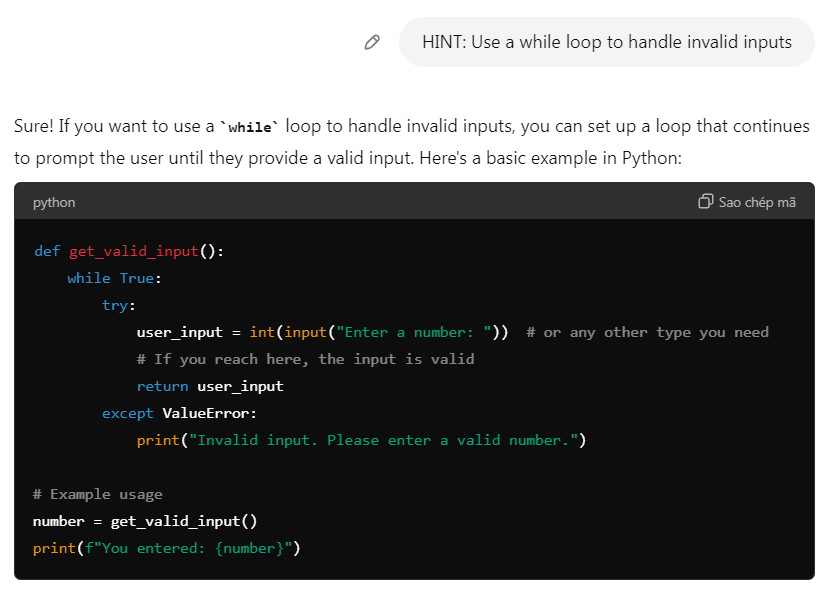 HINT: Use a while loop to handle invalid inputs
Sure! If you want to use a `while` loop to handle invalid inputs, you can set up a loop that continues
to prompt the user until they provide a valid input. Here's a basic example in Python:
python
Sao chép mã
def get_valid_input():
    while True:
        try:
            user_input = int(input("Enter a number: "))  # or any other type you need
            # If you reach here, the input is valid
            return user_input
        except ValueError:
            print("Invalid input. Please enter a valid number.")
# Example usage
number = get_valid_input()
print(f"You entered: {number}")